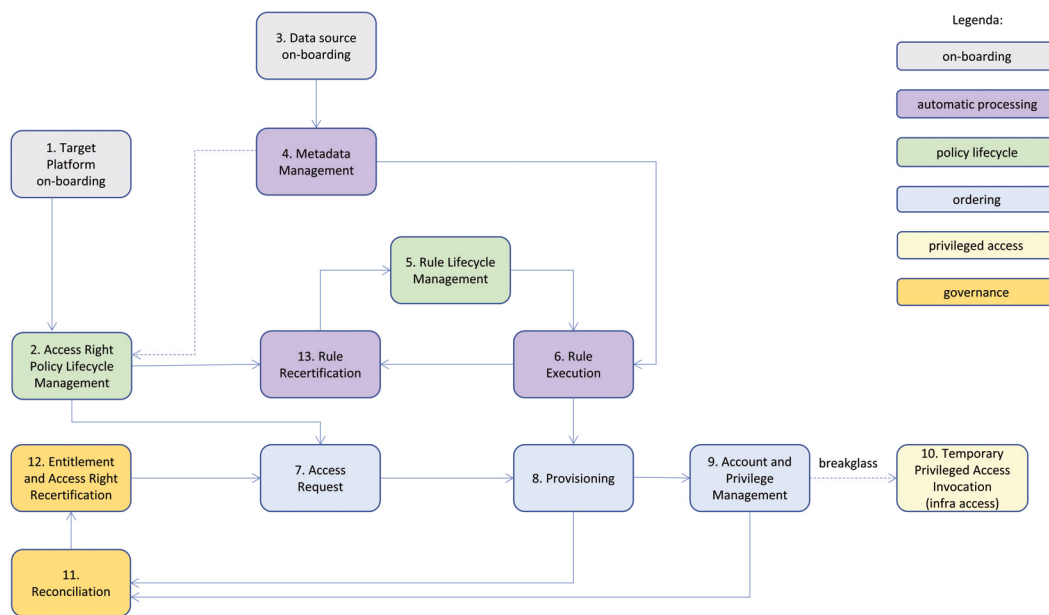 Legenda:
3. Data source
on-boarding
on-boarding
automatic processing
1. Target
Platform
on-boarding
4. Metadata
Management
policy lifecycle
ordering
5. Rule Lifecycle
Management
privileged access
governance
2. Access Right
Policy Lifecycle
Management
13. Rule
Recertification
6. Rule
Execution
12. Entitlement
and Access Right
Recertification
7. Access
Request
8. Provisioning
9. Account and
Privilege
Management
breakglass
10. Temporary
Privileged Access
Invocation
(infra access)
11.
Reconciliation